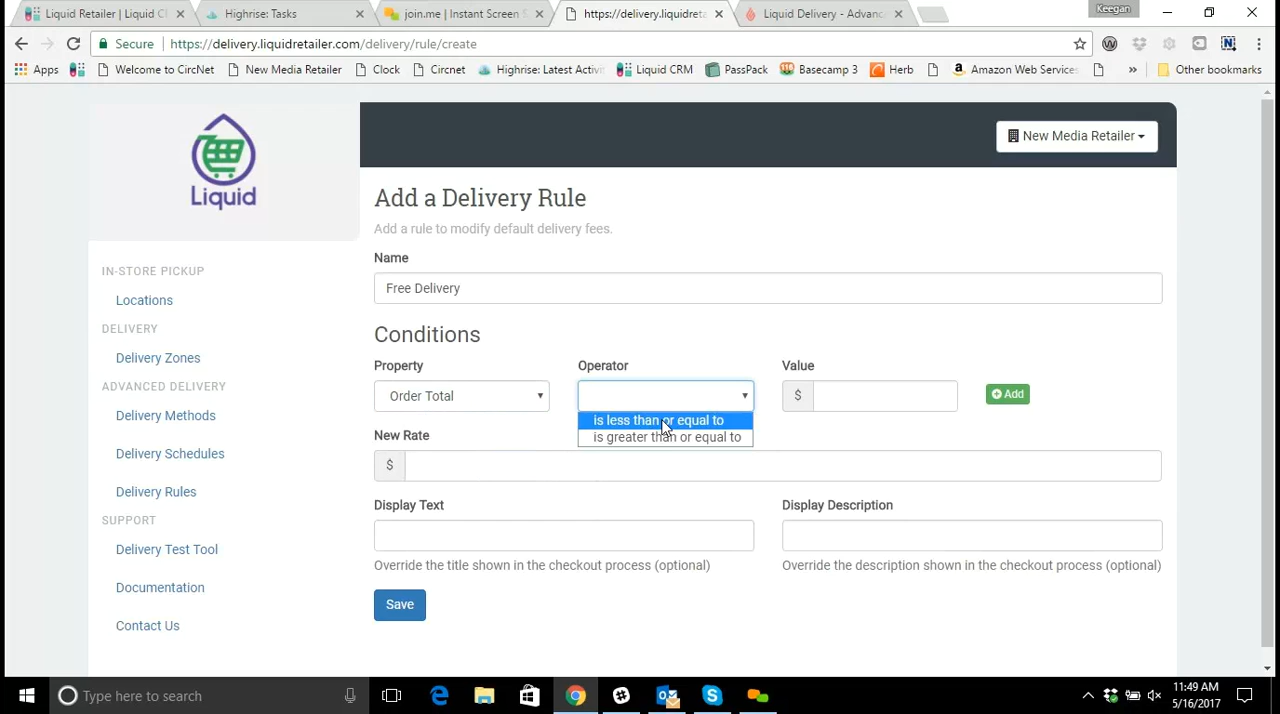 Liquid Retailer | Liquid C
Highrise: Tasks
join.me | Instant Screen S
https://delivery.liquidreta
Liquid Delivery - Advanc
Keegan
Secure
https://delivery.liquidretailer.com/delivery/rule/create
Apps
Welcome to CircNet
New Media Retailer
Clock
Circnet
Highrise: Latest Activi
Liquid CRM
PassPack
Basecamp 3
Herb
Amazon Web Services
Other bookmarks
Liquid
New Media Retailer
Add a Delivery Rule
Add a rule to modify default delivery fees.
Name
Free Delivery
IN-STORE PICKUP
Locations
DELIVERY
Delivery Zones
ADVANCED DELIVERY
Delivery Methods
Delivery Schedules
Delivery Rules
SUPPORT
Delivery Test Tool
Documentation
Contact Us
Conditions
Property
Operator
Value
Order Total
$
Add
is less than or equal to
is greater than or equal to
New Rate
$
Display Text
Display Description
Override the title shown in the checkout process (optional)
Override the description shown in the checkout process (optional)
Save
Type here to search
11:49 AM
5/16/2017